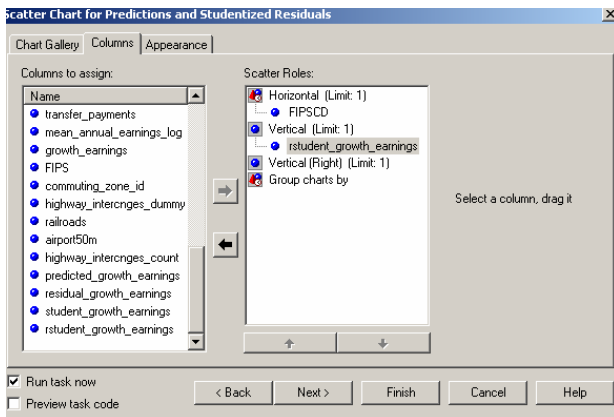 Scatter Chart for Predictions and Studentized Residuals
Chart Gallery
Columns
Appearance
Columns to assign:
Name
transfer_payments
mean_annual_earnings_log
growth_earnings
FIPS
commuting_zone_id
highway_intercnges_dummy
railroads
airport50m
highway_intercnges_count
predicted_growth_earnings
residual_growth_earnings
student_growth_earnings
rstudent_growth_earnings
Scatter Roles:
Horizontal (Limit: 1)
FIPSCD
Vertical (Limit: 1)
rstudent_growth_earnings
Vertical (Right) (Limit: 1)
Group charts by
Select a column, drag it
Run task now
Preview task code
< Back
Next >
Finish
Cancel
Help